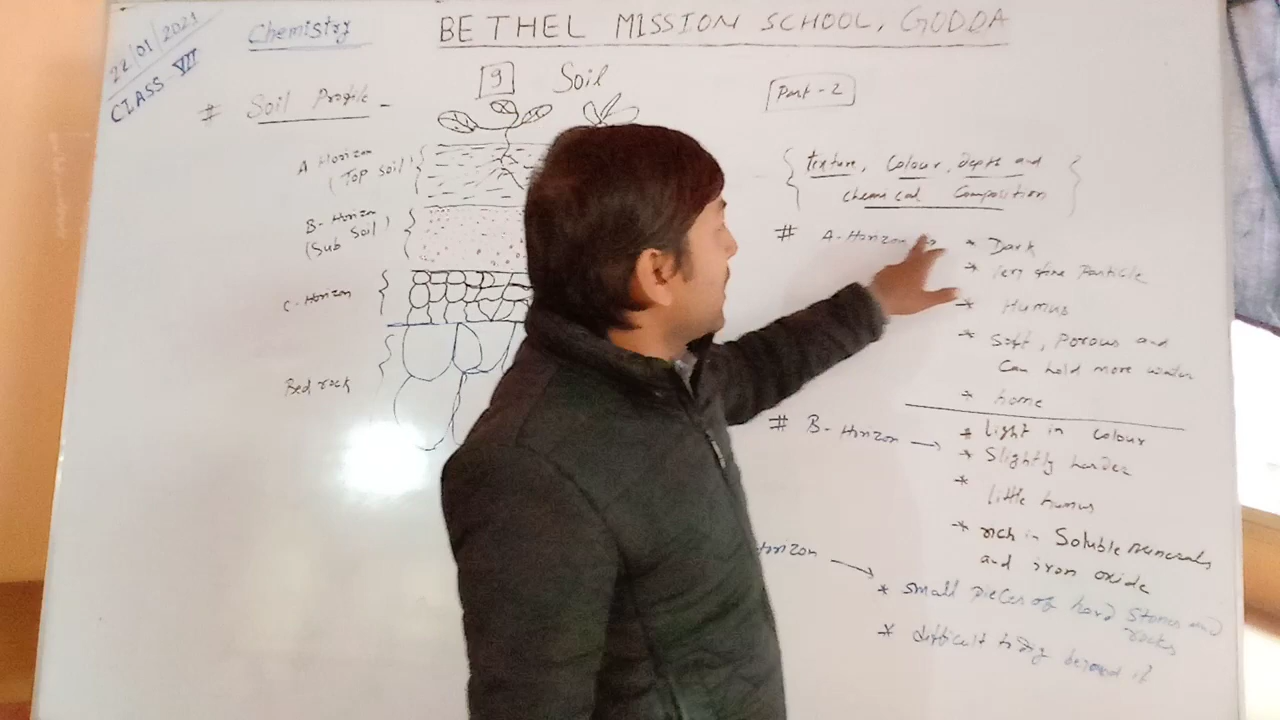 22/01/2021
CLASS-VII
Chemistry
BETHEL MISSION SCHOOL, GODDA
9 Soil
Part-2
# Soil Profile -
A Horizon
(Top soil)
B-Horizon
(Sub Soil)
C-Horizon
Bed rock
{ texture, Colour, depth and }
chemical Composition
# A-Horizon
* Dark
* Very fine Particle
* Humus
* Soft, Porous and
Can hold more water
* home
# B-Horizon →
* light in colour
* Slightly harder
* little humus
* rich in Soluble minerals
and iron oxide
Horizon →
* small pieces of hard stones and
rocks
* difficult to dig beyond it